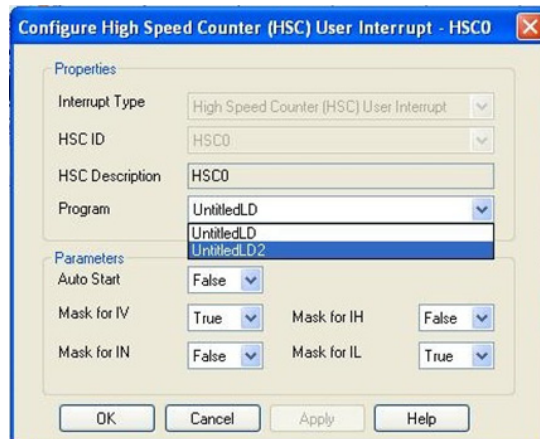 Configure High Speed Counter (HSC) User Interrupt - HSC0
Properties
Interrupt Type High Speed Counter (HSC) User Interrupt
HSC ID HSC0
HSC Description HSC0
Program UntitledLD
UntitledLD
UntitledLD2
Parameters
Auto Start False
Mask for IV True Mask for IH False
Mask for IN False Mask for IL True
OK Cancel Apply Help